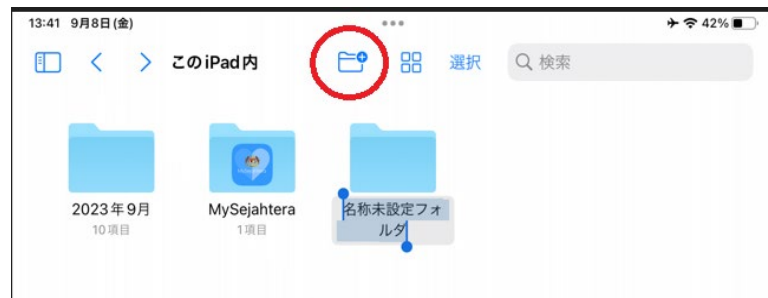 13:41 9月8日(金)
42%
このiPad内
選択
検索
2023年9月
10項目
MySejahtera
1項目
名称未設定フォ
ルダ